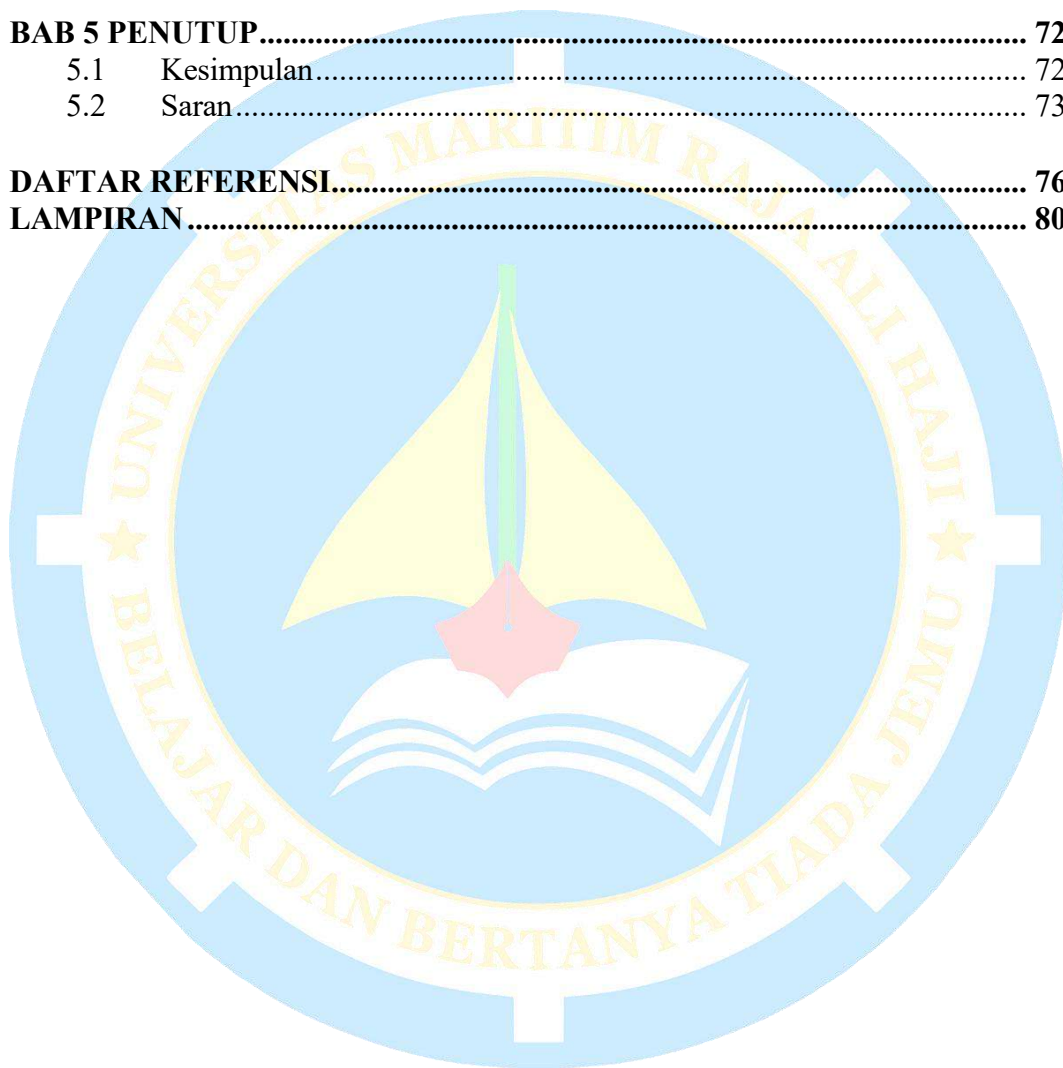 BAB 5 PENUTUP.......................................................................................................... 72
5.1 Kesimpulan.................................................................................................. 72
5.2 Saran............................................................................................................. 73
DAFTAR REFERENSI................................................................................................. 76
LAMPIRAN.................................................................................................................... 80
UNIVERSITAS MARITIM RAJA ALI HAJI
BELAJAR DAN BERTANYA TIADA JEMU